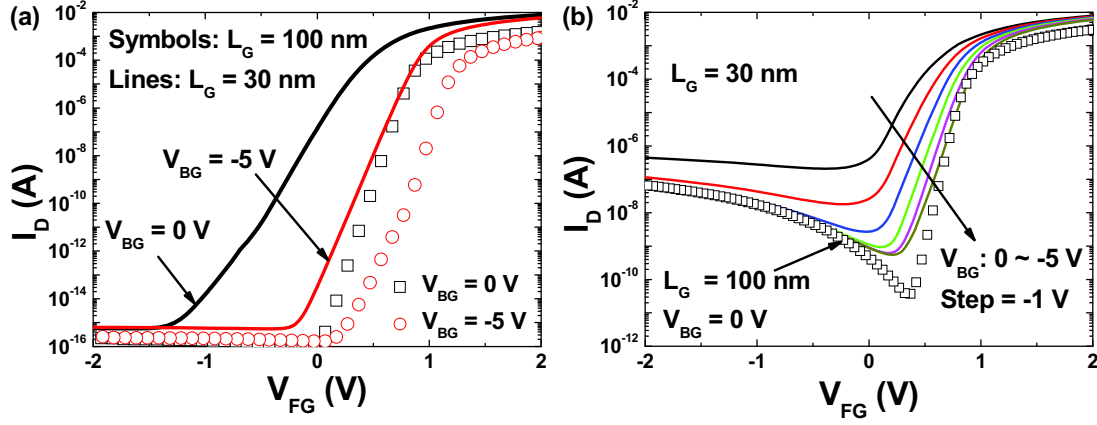 (a)
10⁻²
10⁻⁴
10⁻⁶
10⁻⁸
10⁻¹⁰
10⁻¹²
10⁻¹⁴
10⁻¹⁶
I_D (A)
Symbols: L_G = 100 nm
Lines: L_G = 30 nm
V_BG = -5 V
V_BG = 0 V
V_BG = 0 V
V_BG = -5 V
-2 -1 0 1 2
V_FG (V)
(b)
10⁻²
10⁻⁴
10⁻⁶
10⁻⁸
10⁻¹⁰
10⁻¹²
I_D (A)
L_G = 30 nm
L_G = 100 nm
V_BG = 0 V
V_BG: 0 ~ -5 V
Step = -1 V
-2 -1 0 1 2
V_FG (V)